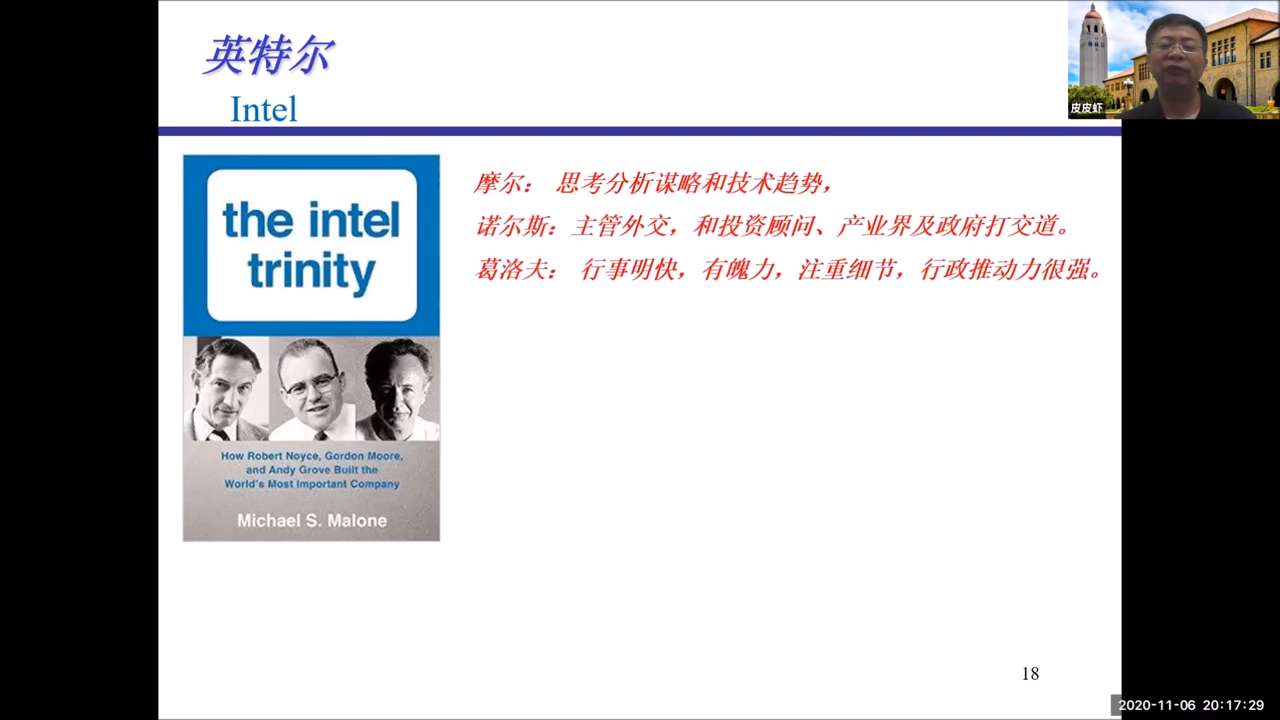 英特尔
Intel
皮皮虾
the intel
trinity
How Robert Noyce, Gordon Moore,
and Andy Grove Built the
World's Most Important Company
Michael S. Malone
摩尔： 思考分析谋略和技术趋势，
诺尔斯：主管外交，和投资顾问、产业界及政府打交道。
葛洛夫： 行事明快，有魄力，注重细节，行政推动力很强。
18
2020-11-06 20:17:29